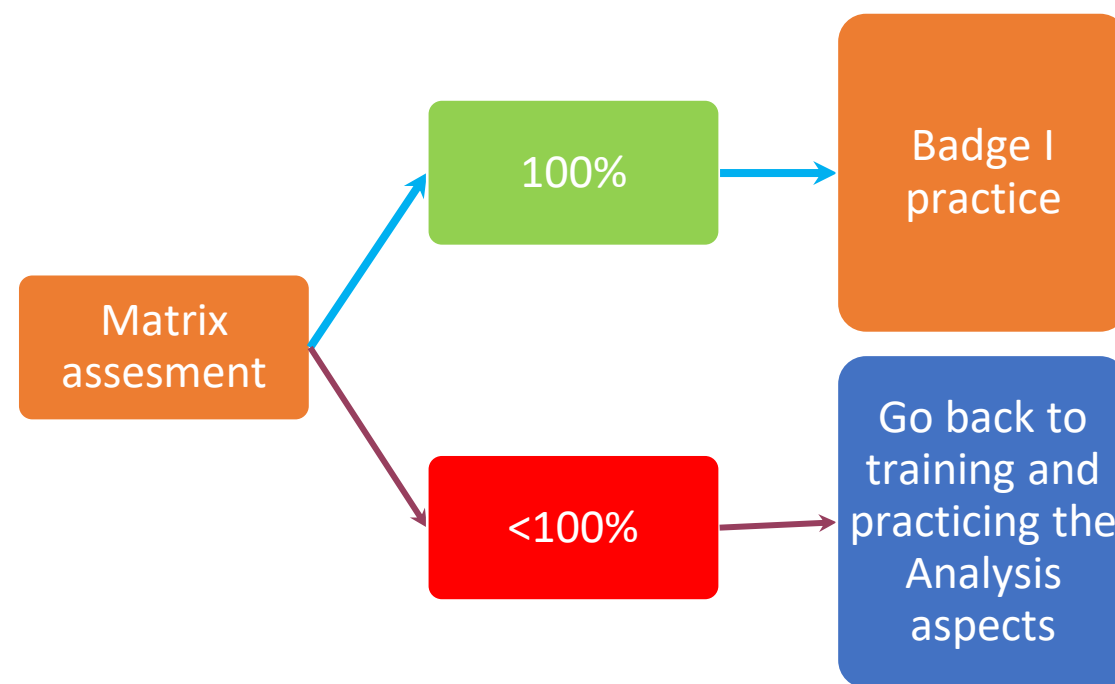 Matrix
assesment
100%
Badge I
practice
<100%
Go back to
training and
practicing the
Analysis
aspects